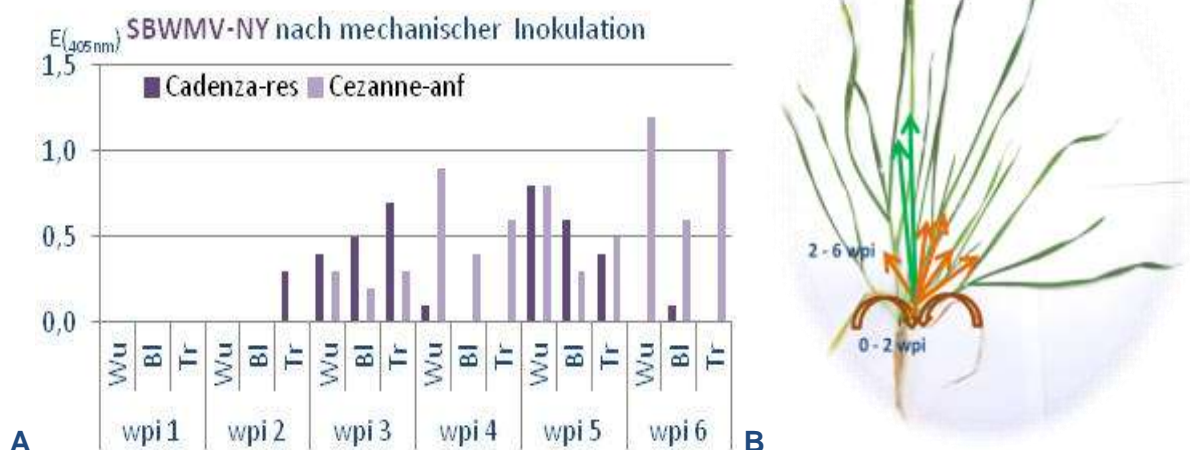 E(405nm) SBWMV-NY nach mechanischer Inokulation
1,5
Cadenza-res Cezanne-anf
1,0
0,5
0,0
Wu Bl Tr Wu Bl Tr Wu Bl Tr Wu Bl Tr Wu Bl Tr Wu Bl Tr
wpi 1 wpi 2 wpi 3 wpi 4 wpi 5 wpi 6
A
2 - 6 wpi
0 - 2 wpi
B